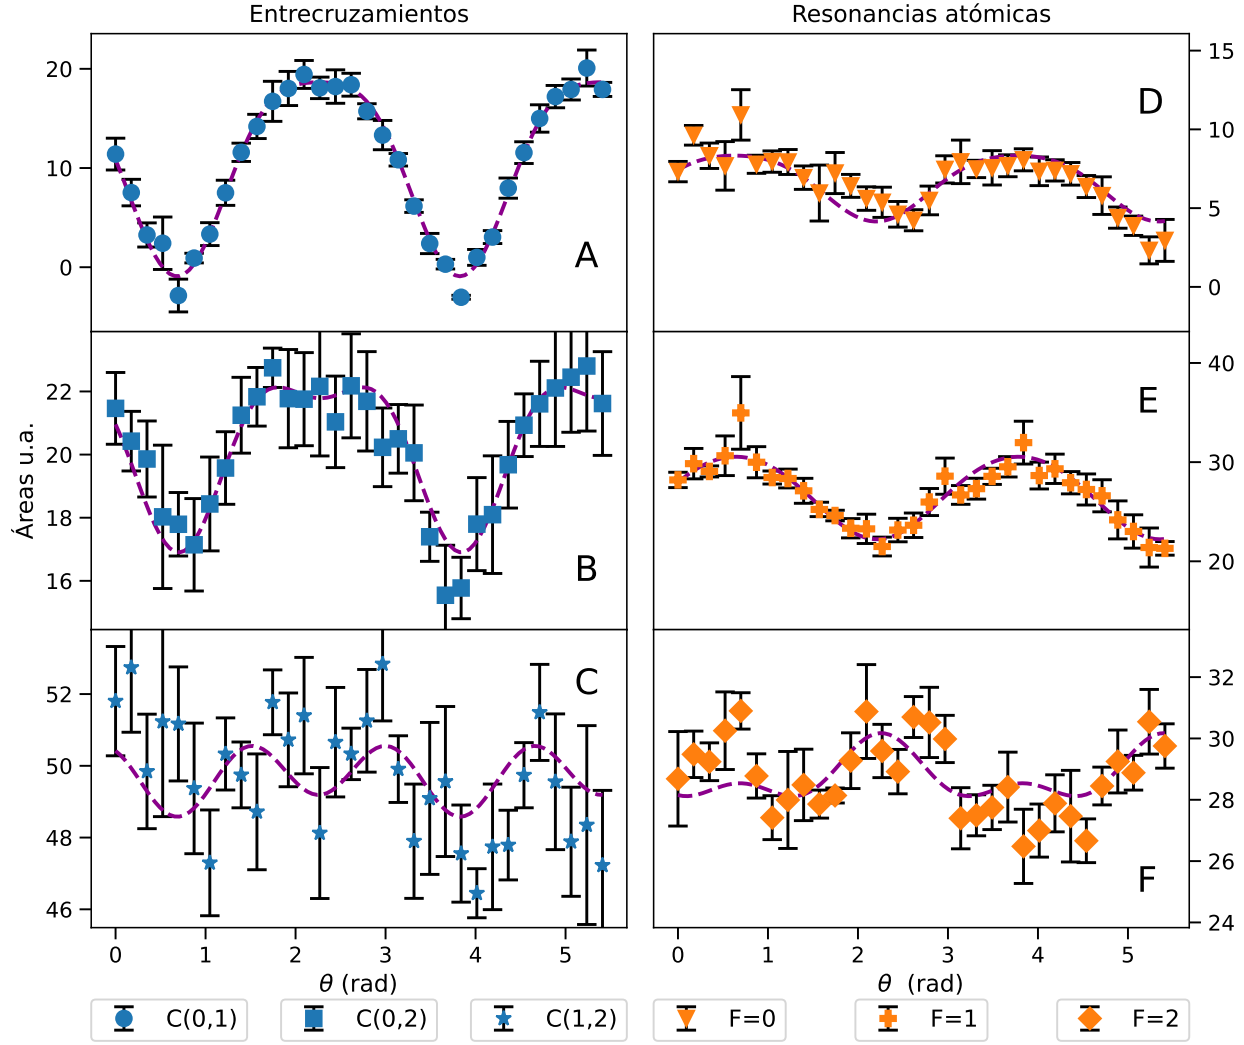 Entrecruzamientos
Resonancias atómicas
20
10
0
A
15
10
5
0
D
Áreas u.a.
22
20
18
16
B
40
30
20
E
52
50
48
46
C
32
30
28
26
24
F
0 1 2 3 4 5
0 1 2 3 4 5
θ (rad)
θ (rad)
C(0,1)
C(0,2)
C(1,2)
F=0
F=1
F=2